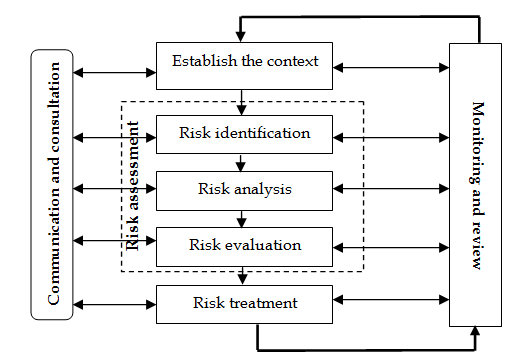 Establish the context
Communication and consultation
Risk assessment
Risk identification
Risk analysis
Risk evaluation
Risk treatment
Monitoring and review